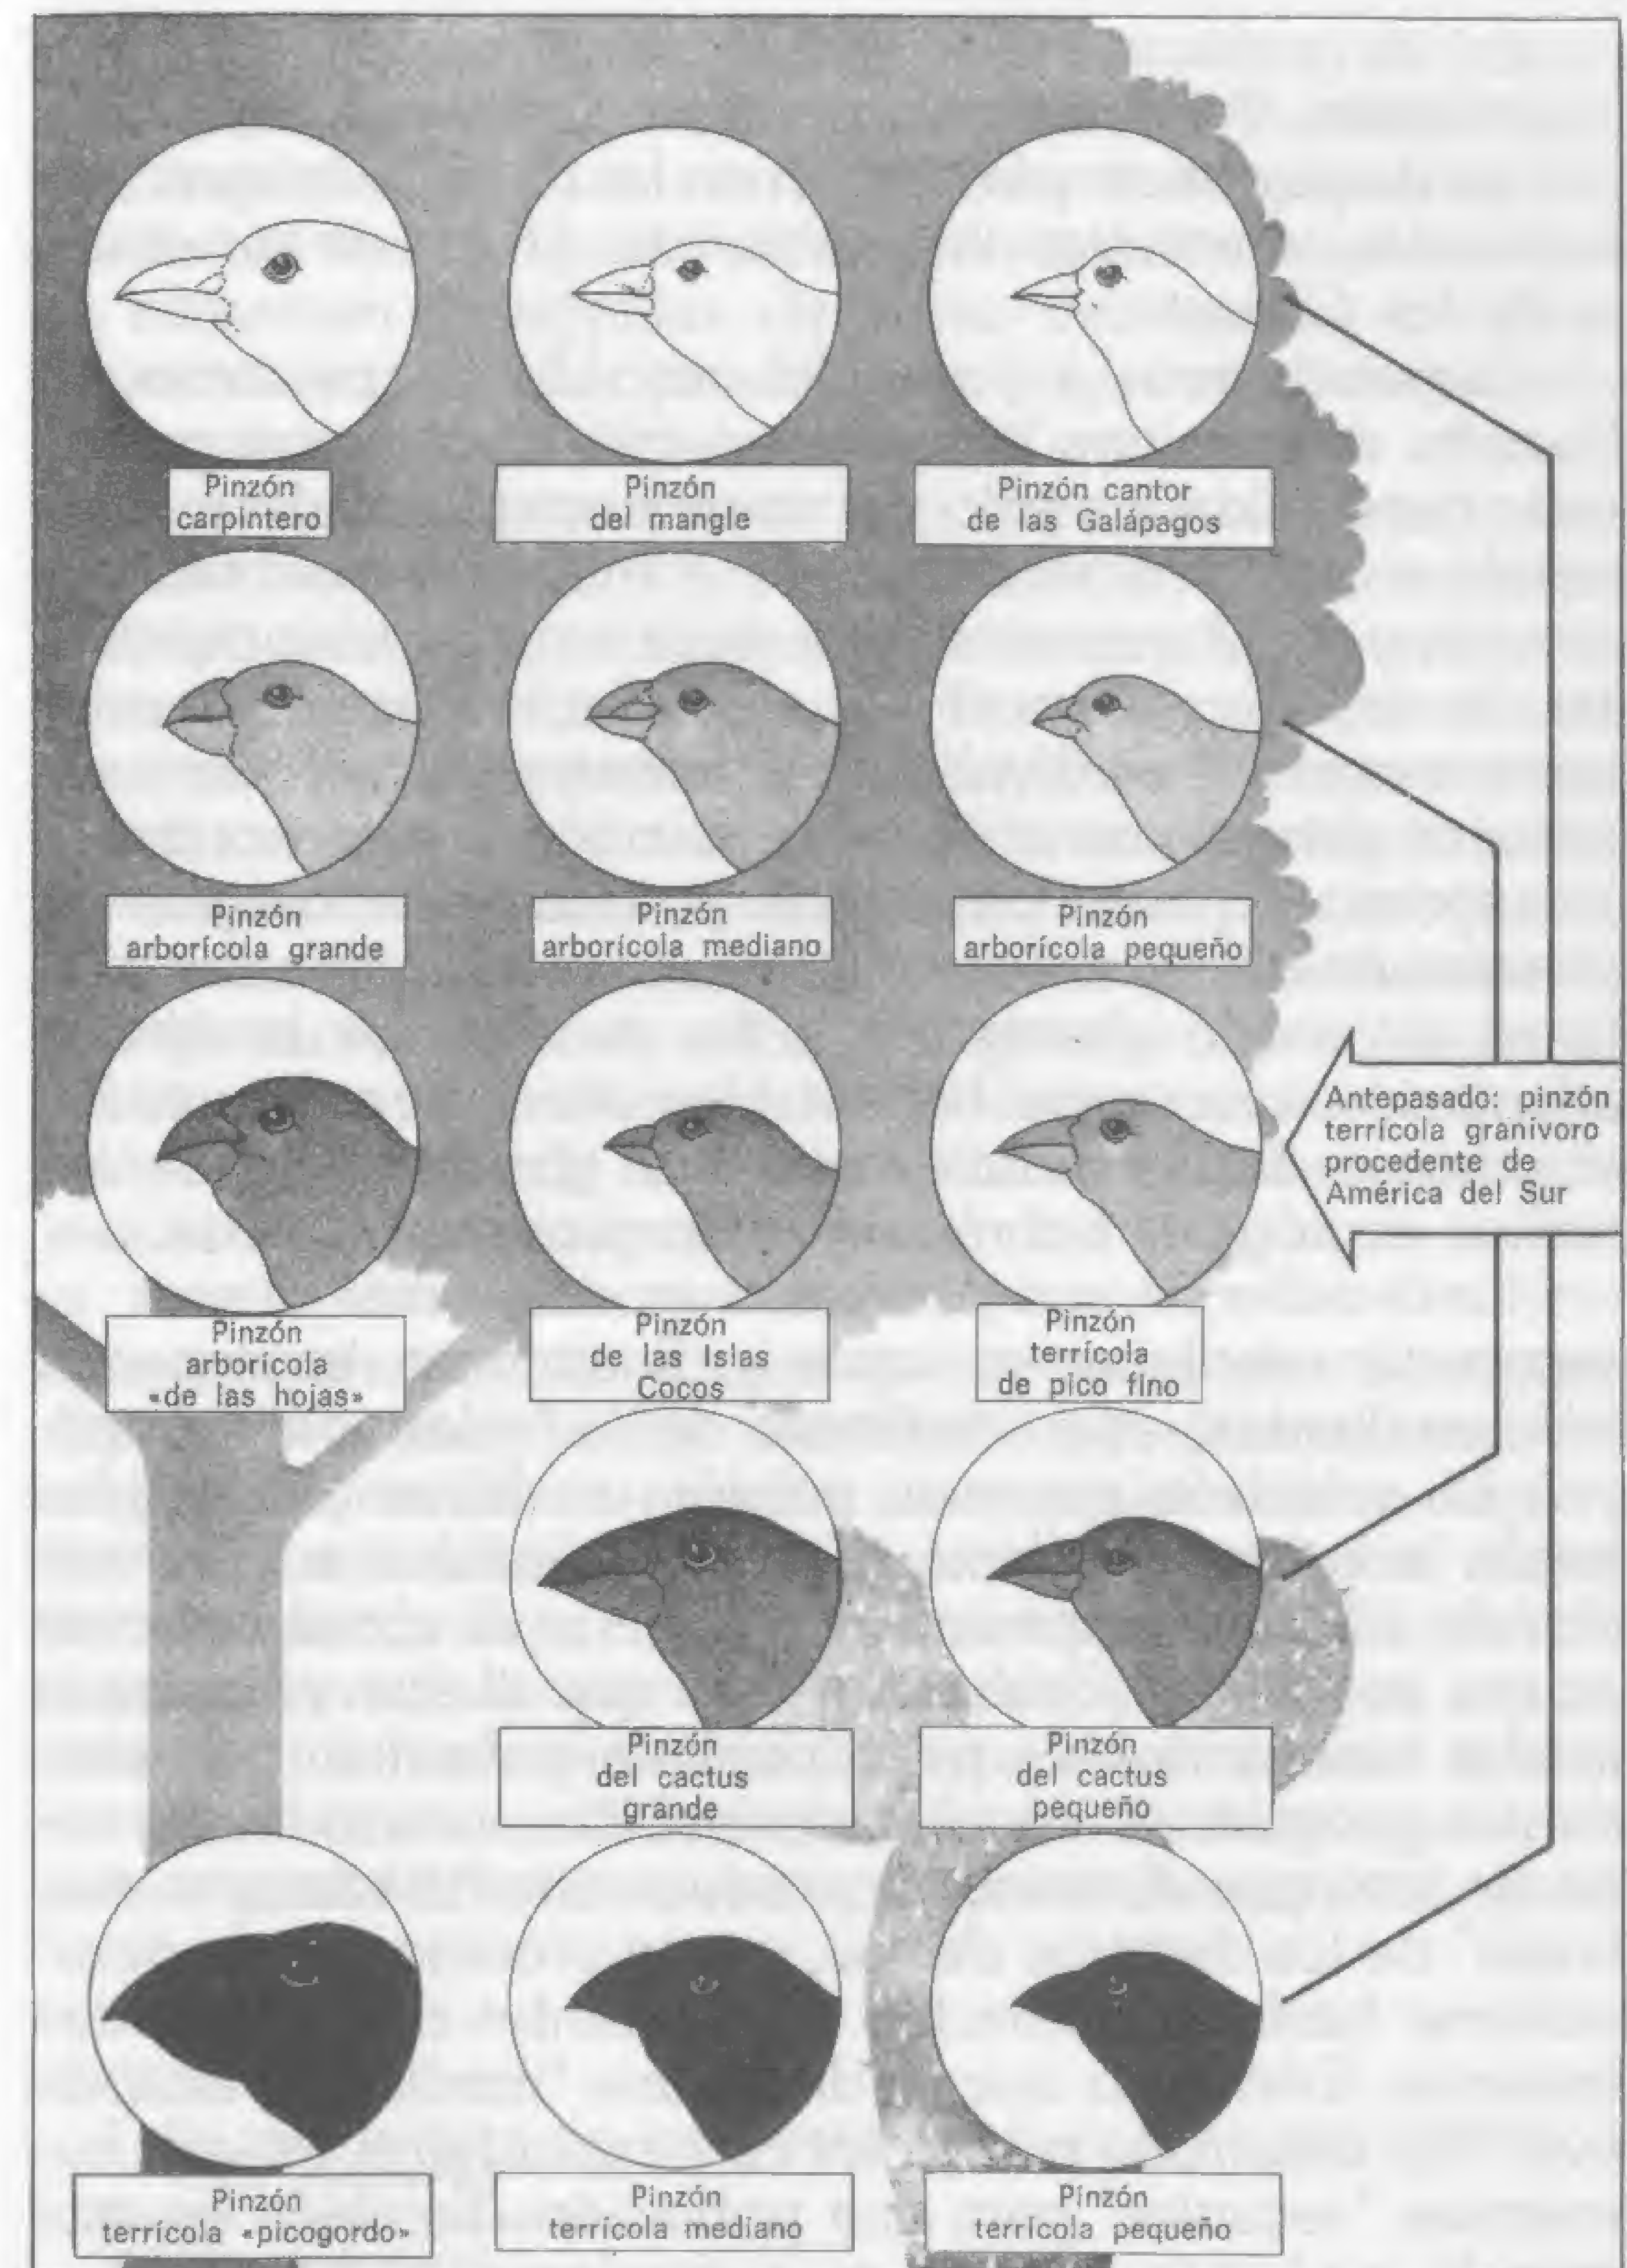 Pinzón
carpintero
Pinzón
del mangle
Pinzón cantor
de las Galápagos
Pinzón
arborícola grande
Pinzón
arborícola mediano
Pinzón
arborícola pequeño
Pinzón
arborícola
«de las hojas»
Pinzón
de las Islas
Cocos
Pinzón
terrícola
de pico fino
Antepasado: pinzón
terrícola granívoro
procedente de
América del Sur
Pinzón
del cactus
grande
Pinzón
del cactus
pequeño
Pinzón
terrícola «picogordo»
Pinzón
terrícola mediano
Pinzón
terrícola pequeño